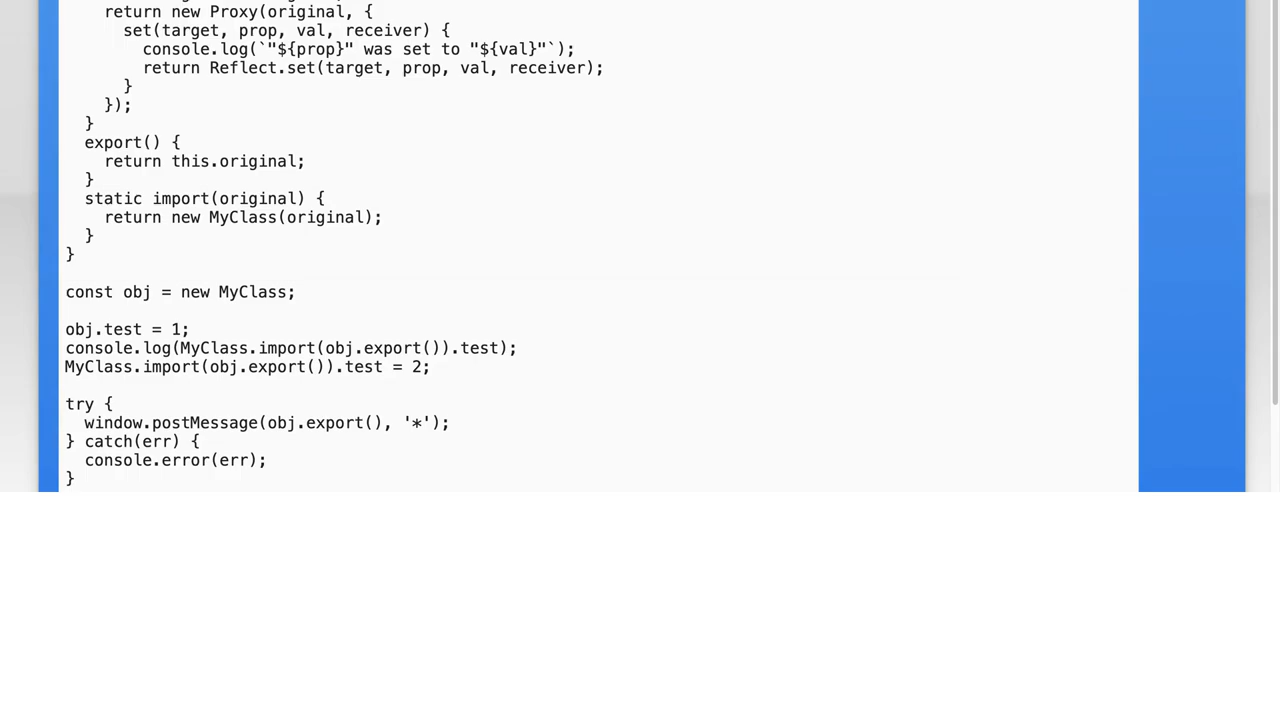 return new Proxy(original, {
set(target, prop, val, receiver) {
console.log(`"${prop}" was set to "${val}"`);
return Reflect.set(target, prop, val, receiver);
}
});
}
export() {
return this.original;
}
static import(original) {
return new MyClass(original);
}
}
const obj = new MyClass;
obj.test = 1;
console.log(MyClass.import(obj.export()).test);
MyClass.import(obj.export()).test = 2;
try {
window.postMessage(obj.export(), '*');
} catch(err) {
console.error(err);
}